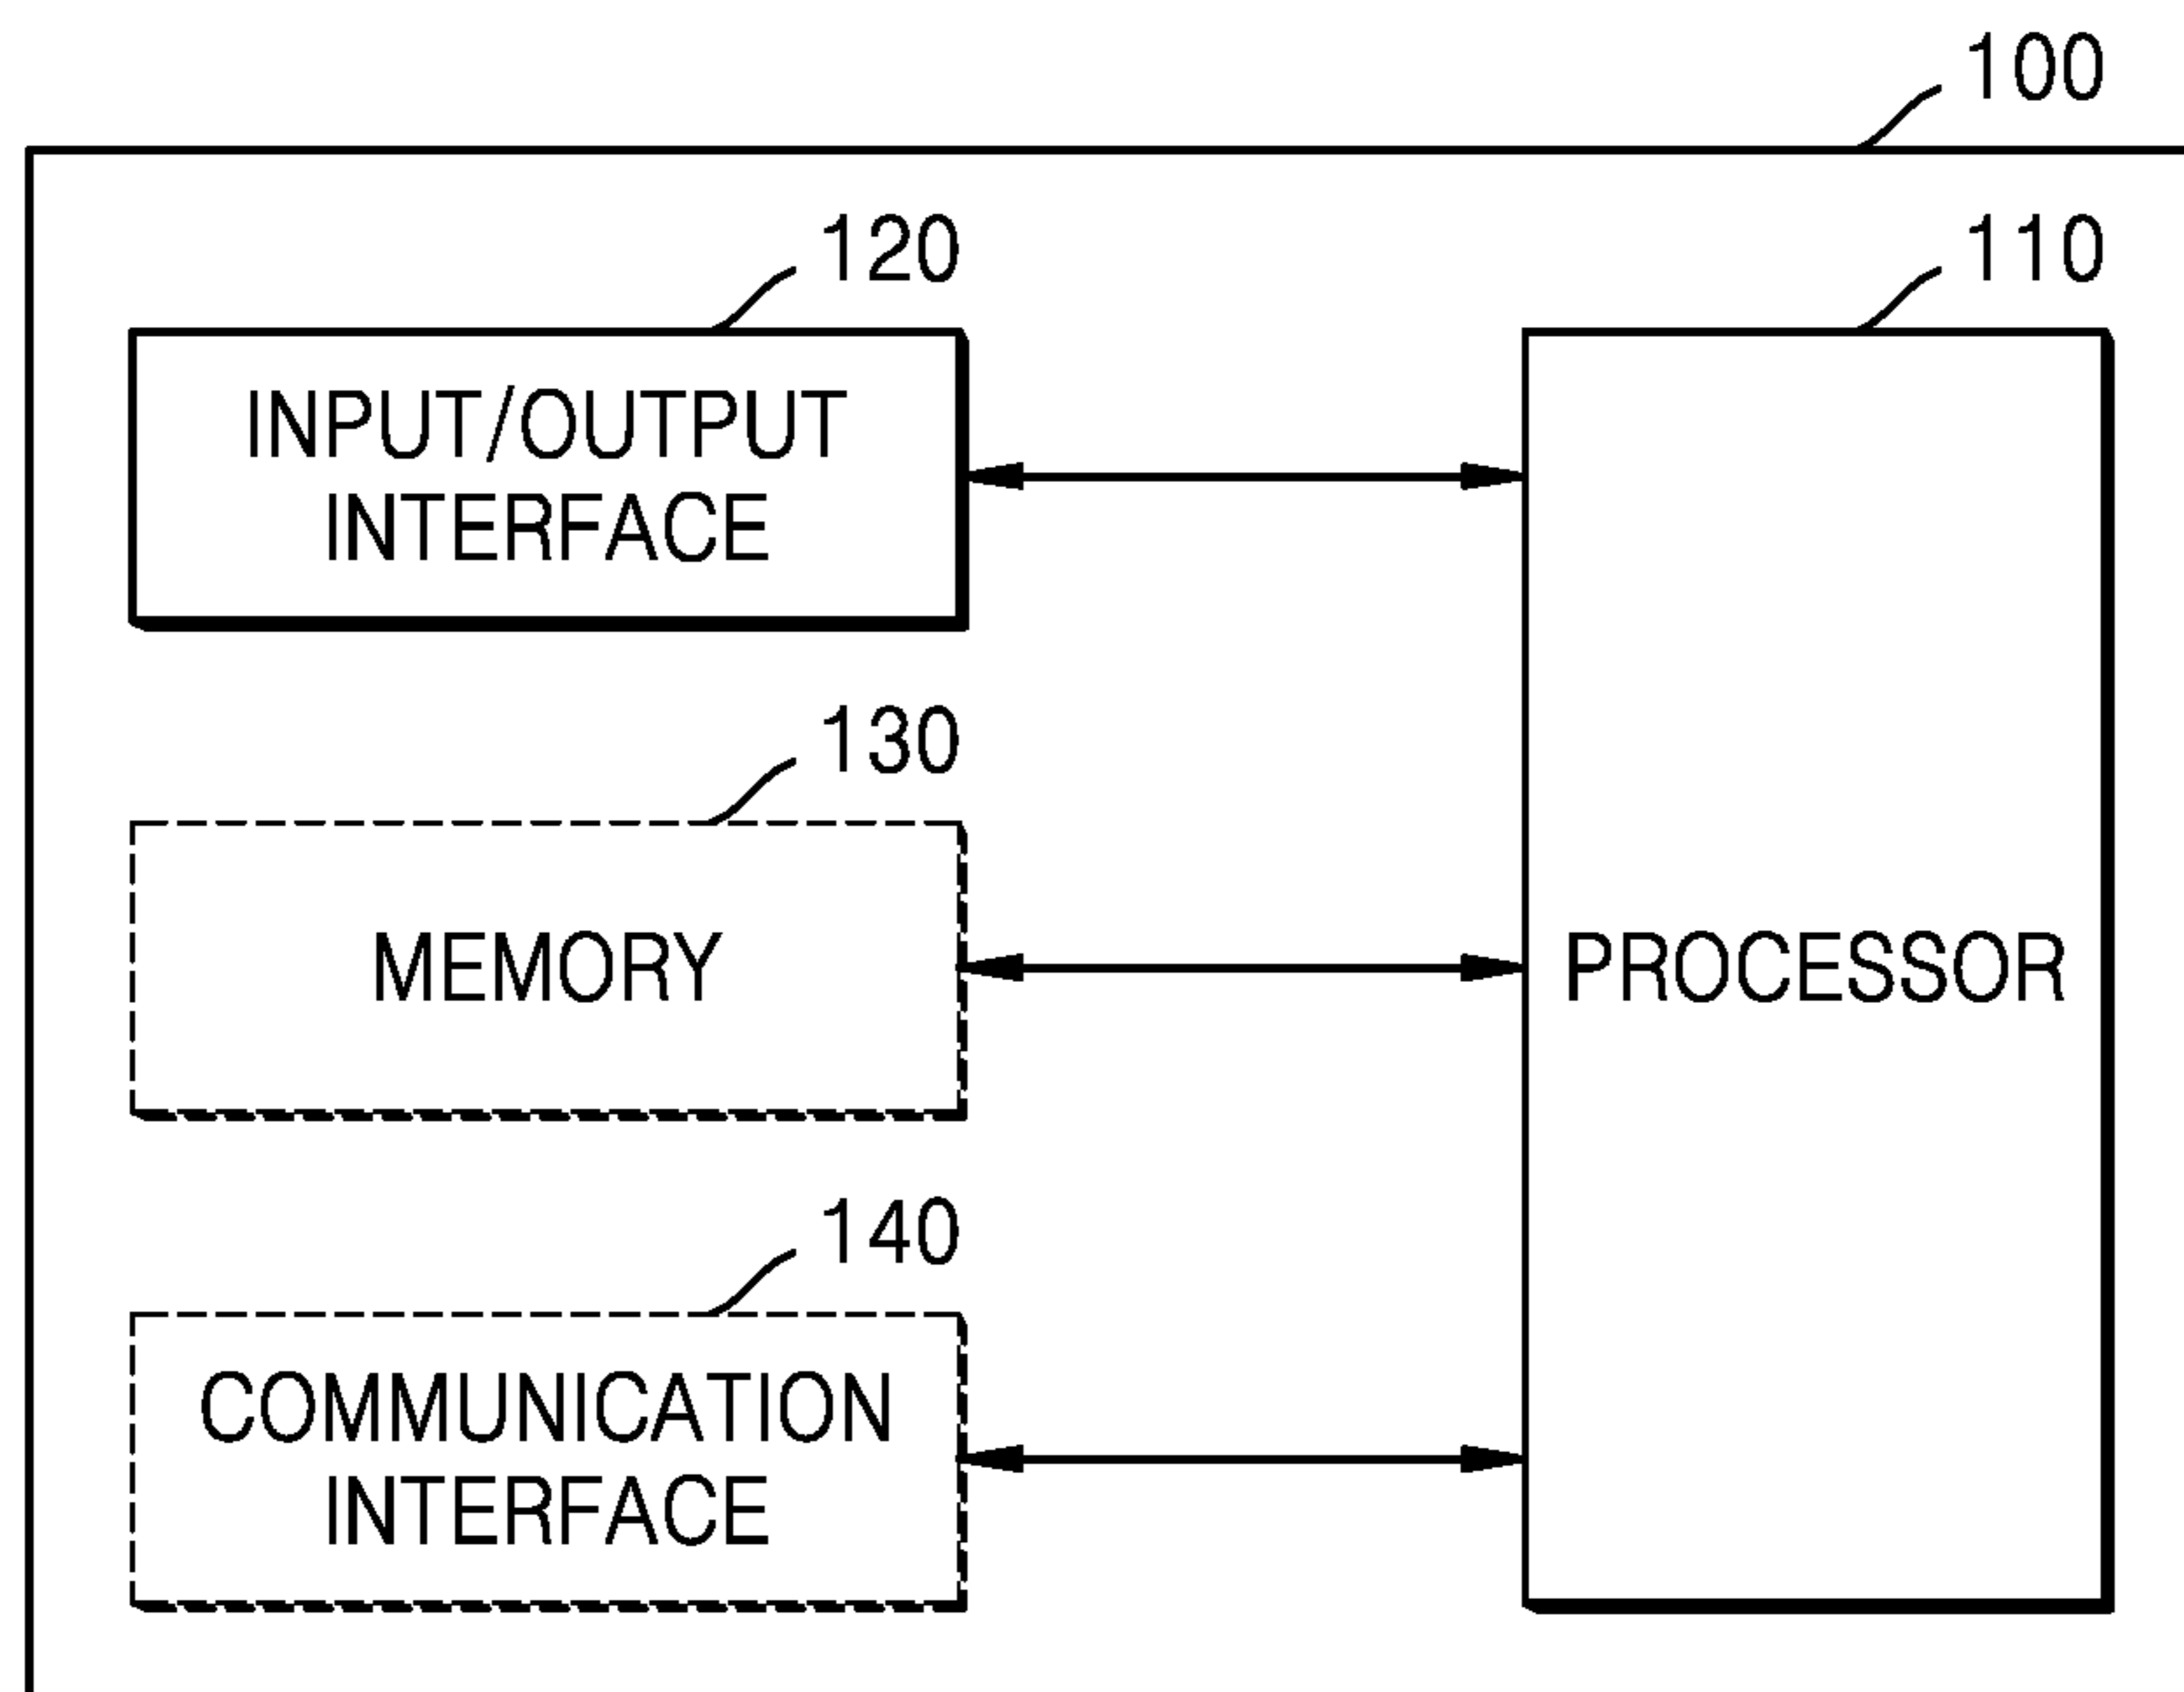 100
120
110
INPUT/OUTPUT
INTERFACE
130
MEMORY
PROCESSOR
140
COMMUNICATION
INTERFACE